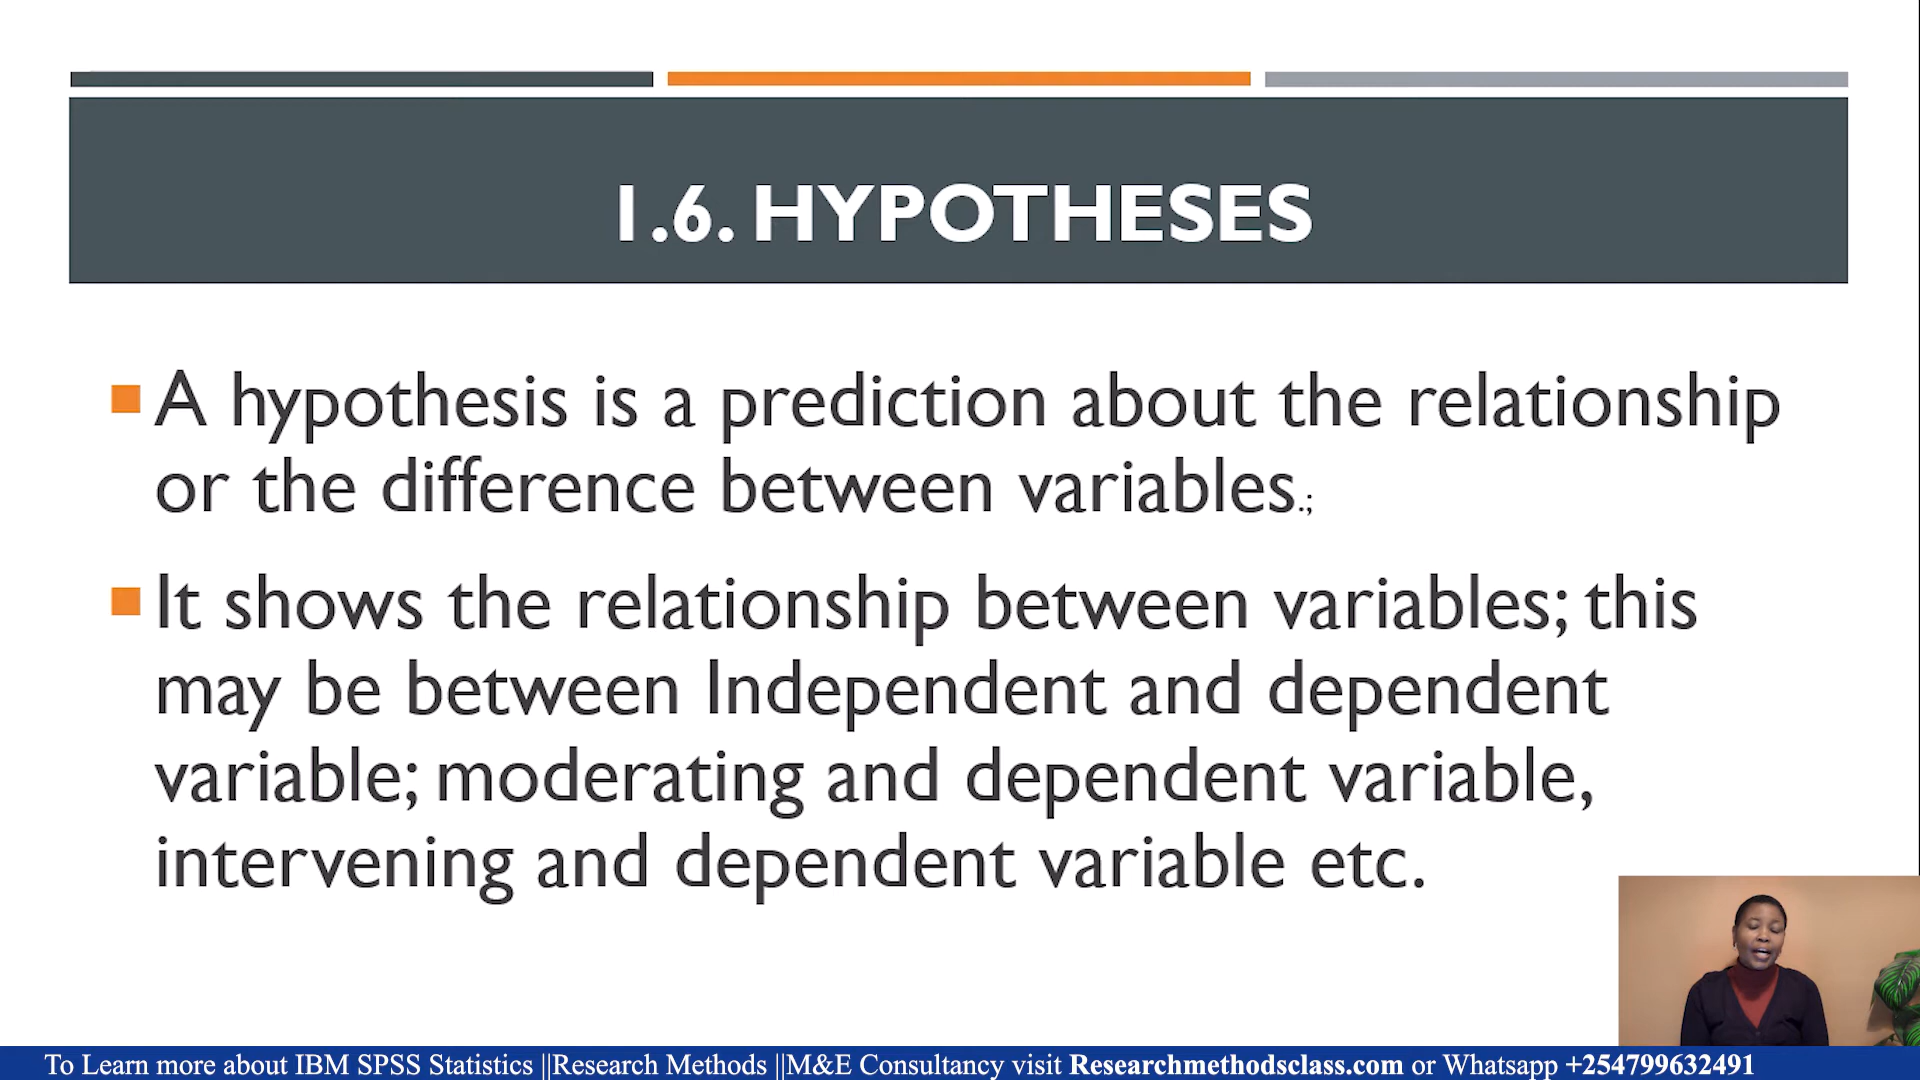 1.6. HYPOTHESES
A hypothesis is a prediction about the relationship
or the difference between variables.;
It shows the relationship between variables; this
may be between Independent and dependent
variable; moderating and dependent variable,
intervening and dependent variable etc.
To Learn more about IBM SPSS Statistics ||Research Methods ||M&E Consultancy visit Researchmethodsclass.com or Whatsapp +254799632491